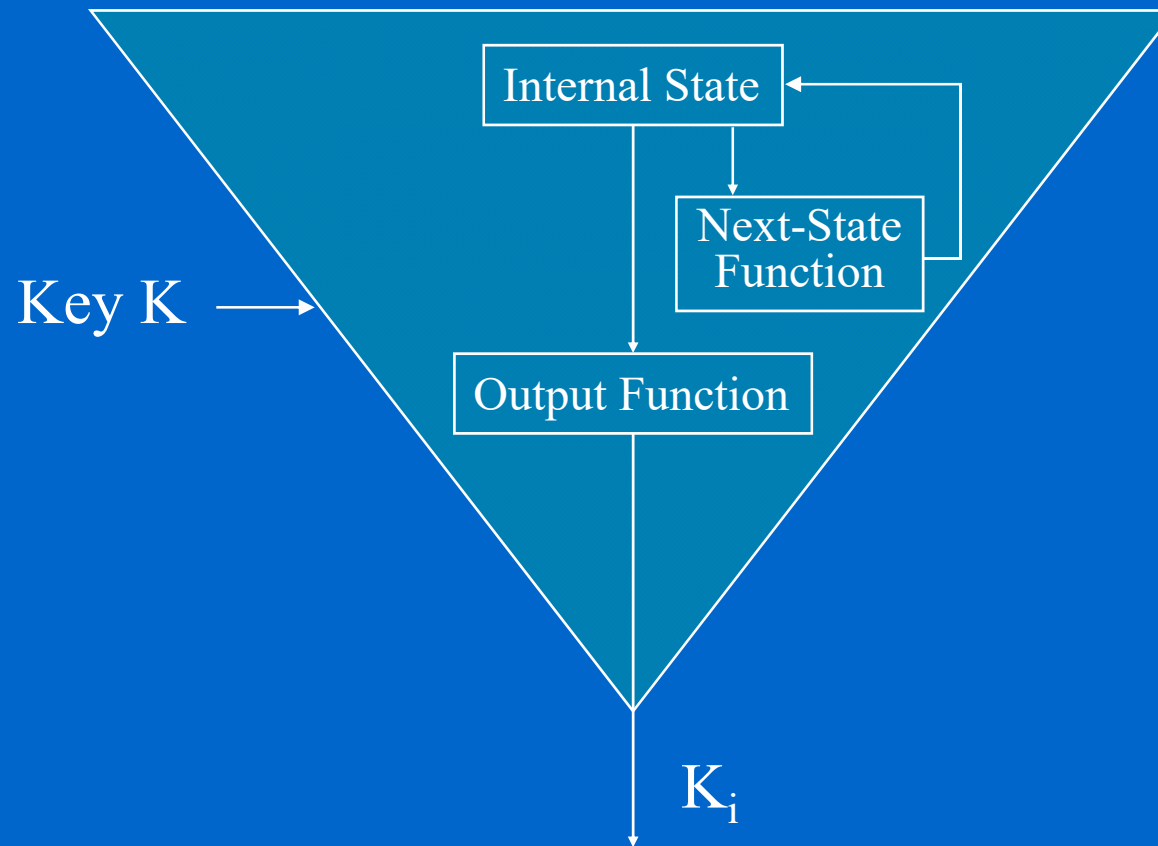 Internal State
Next-State
Function
Key K
Output Function
Kᵢ